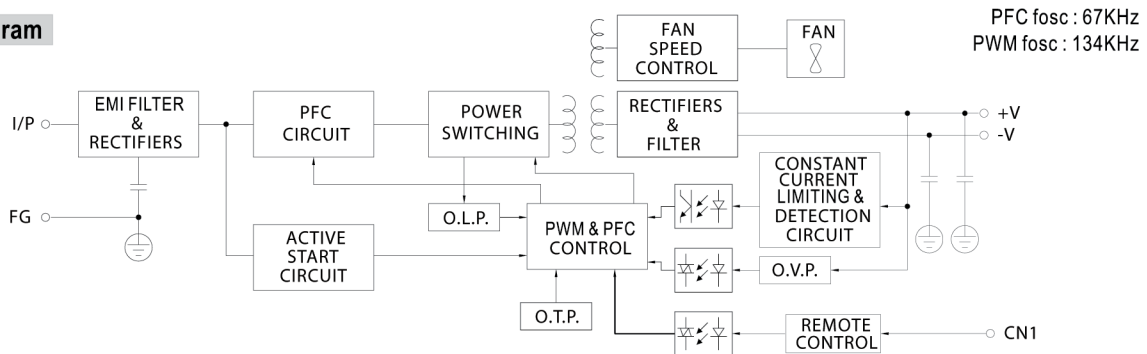 ram
PFC fosc : 67KHz
PWM fosc : 134KHz
FAN
SPEED
CONTROL
FAN
I/P
EMI FILTER
&
RECTIFIERS
PFC
CIRCUIT
POWER
SWITCHING
RECTIFIERS
&
FILTER
+V
-V
FG
ACTIVE
START
CIRCUIT
O.L.P.
PWM & PFC
CONTROL
CONSTANT
CURRENT
LIMITING &
DETECTION
CIRCUIT
O.V.P.
O.T.P.
REMOTE
CONTROL
CN1